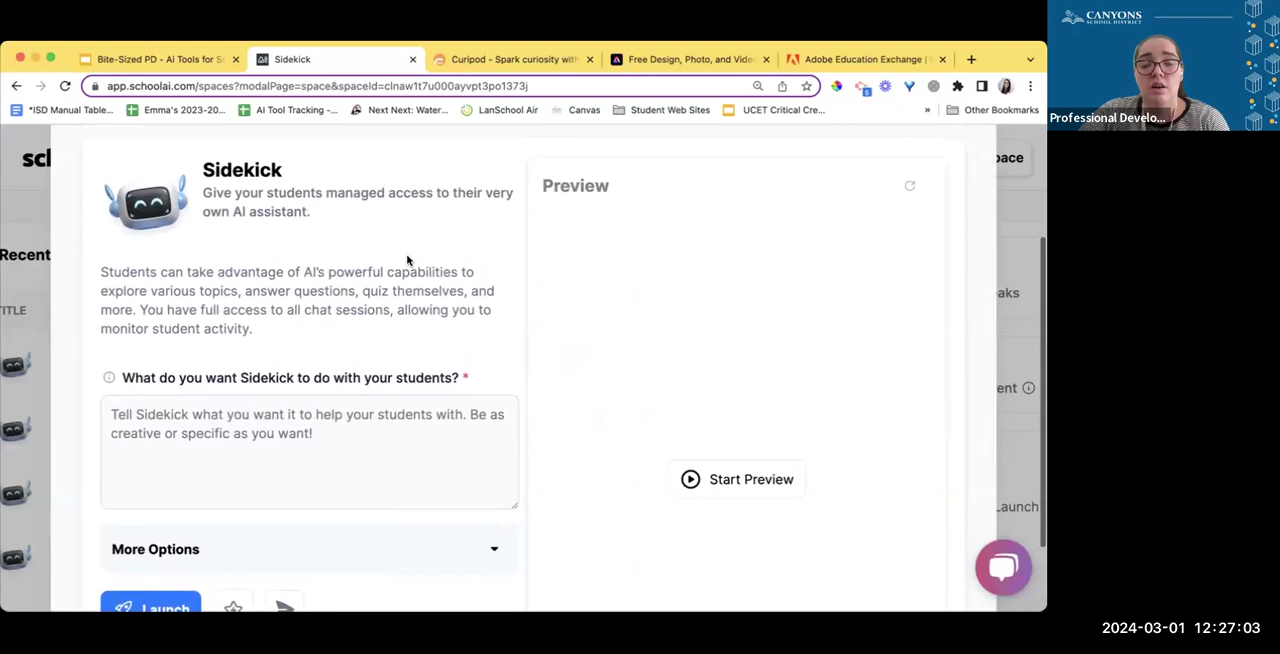 CANYONS
SCHOOL DISTRICT
Professional Develo...
Bite-Sized PD - AI Tools for S
Sidekick
Curipod - Spark curiosity with
Free Design, Photo, and Vide
Adobe Education Exchange |
app.schoolai.com/spaces?modalPage=space&spaceId=clnaw1t7u000ayvpt3po1373j
*ISD Manual Table...
Emma's 2023-20...
AI Tool Tracking -...
Next Next: Water...
LanSchool Air
Canvas
Student Web Sites
UCET Critical Cre...
»
Other Bookmarks
scl
pace
Sidekick
Give your students managed access to their very
own AI assistant.
Preview
Recent
Students can take advantage of AI's powerful capabilities to
explore various topics, answer questions, quiz themselves, and
more. You have full access to all chat sessions, allowing you to
monitor student activity.
TITLE
aks
What do you want Sidekick to do with your students? *
ent
Tell Sidekick what you want it to help your students with. Be as
creative or specific as you want!
Start Preview
Launch
More Options
Launch
2024-03-01 12:27:03